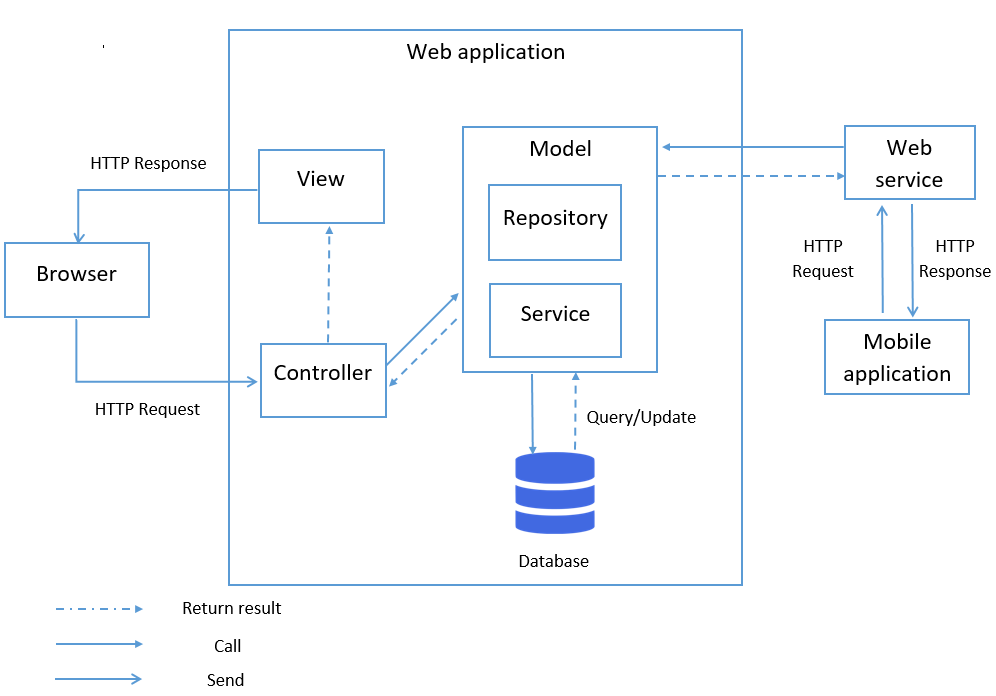 Web application
HTTP Response
View
Model
Repository
Service
Web
service
HTTP
Request
HTTP
Response
Browser
Controller
Mobile
application
HTTP Request
Query/Update
Database
Return result
Call
Send